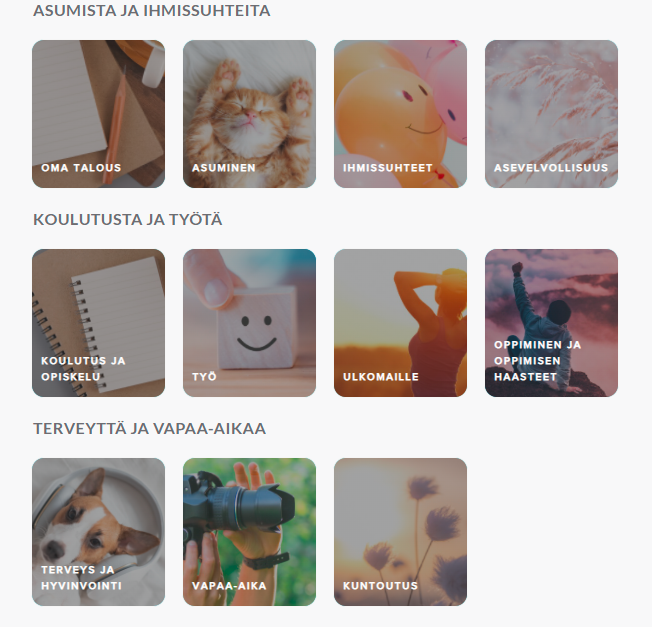 ASUMISTA JA IHMISSUHTEITA
OMA TALOUS
ASUMINEN
IHMISSUHTEET
ASEVELVOLLISUUS
KOULUTUSTA JA TYÖTÄ
KOULUTUS JA
OPISKELU
TYÖ
ULKOMAILLE
OPPIMINEN JA
OPPIMISEN
HAASTEET
TERVEYTTÄ JA VAPAA-AIKAA
TERVEYS JA
HYVINVOINTI
VAPAA-AIKA
KUNTOUTUS